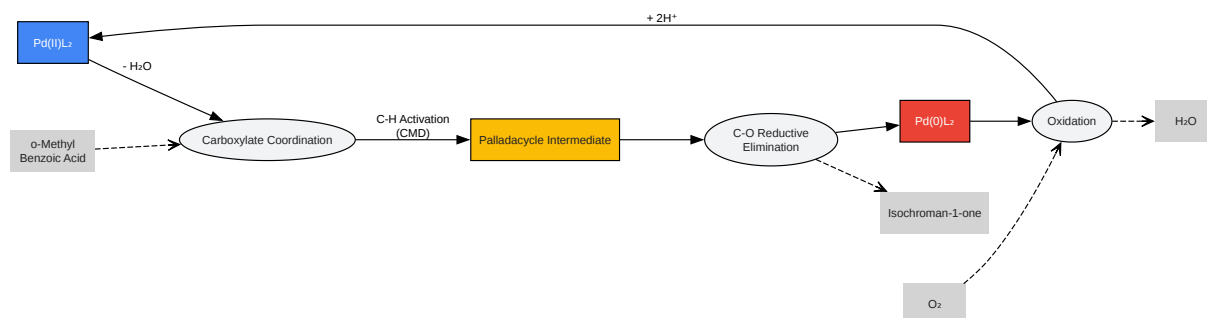 + 2H⁺
Pd(II)L₂
- H₂O
o-Methyl
Benzoic Acid
Carboxylate Coordination
C-H Activation
(CMD)
Palladacycle Intermediate
C-O Reductive
Elimination
Pd(0)L₂
Oxidation
H₂O
Isochroman-1-one
O₂